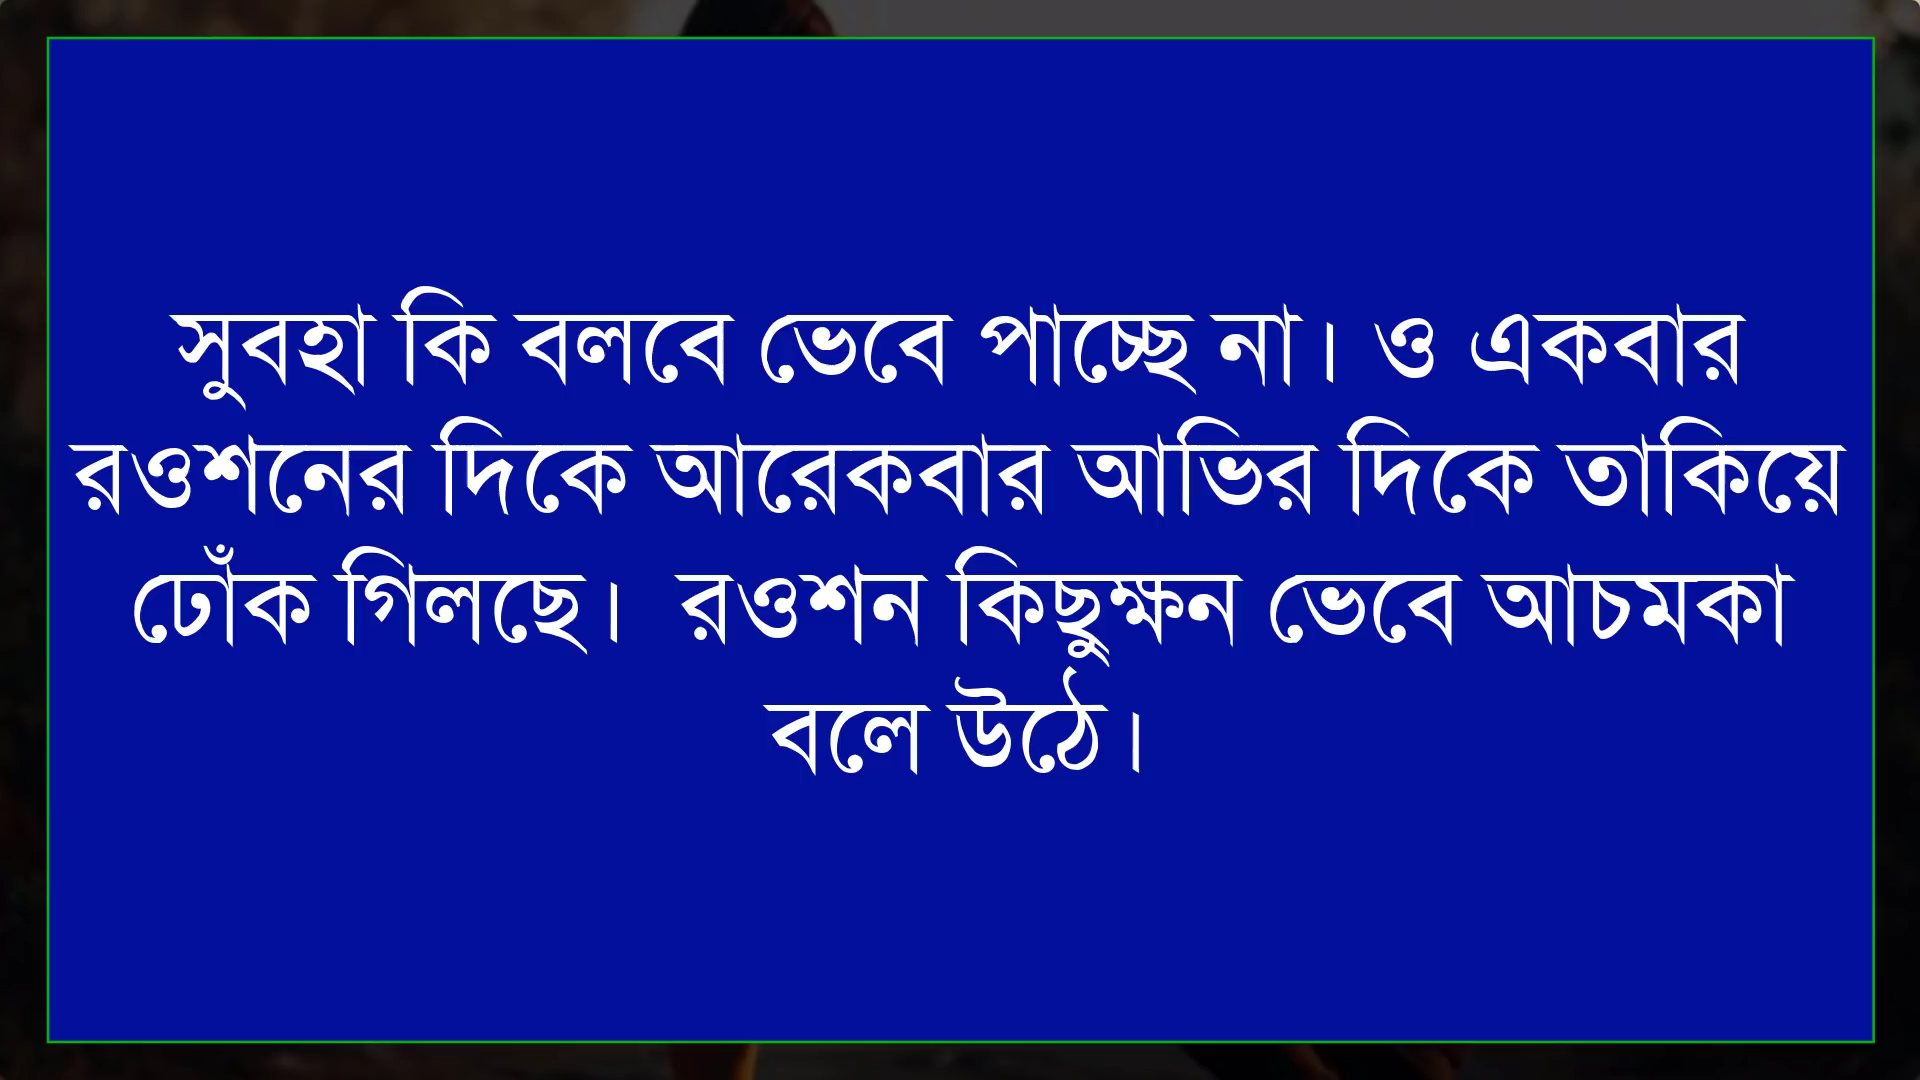 সুবহা কি বলবে ভেবে পাচ্ছে না। ও একবার
রওশনের দিকে আরেকবার আভির দিকে তাকিয়ে
ঢোঁক গিলছে। রওশন কিছুক্ষন ভেবে আচমকা
বলে উঠে।